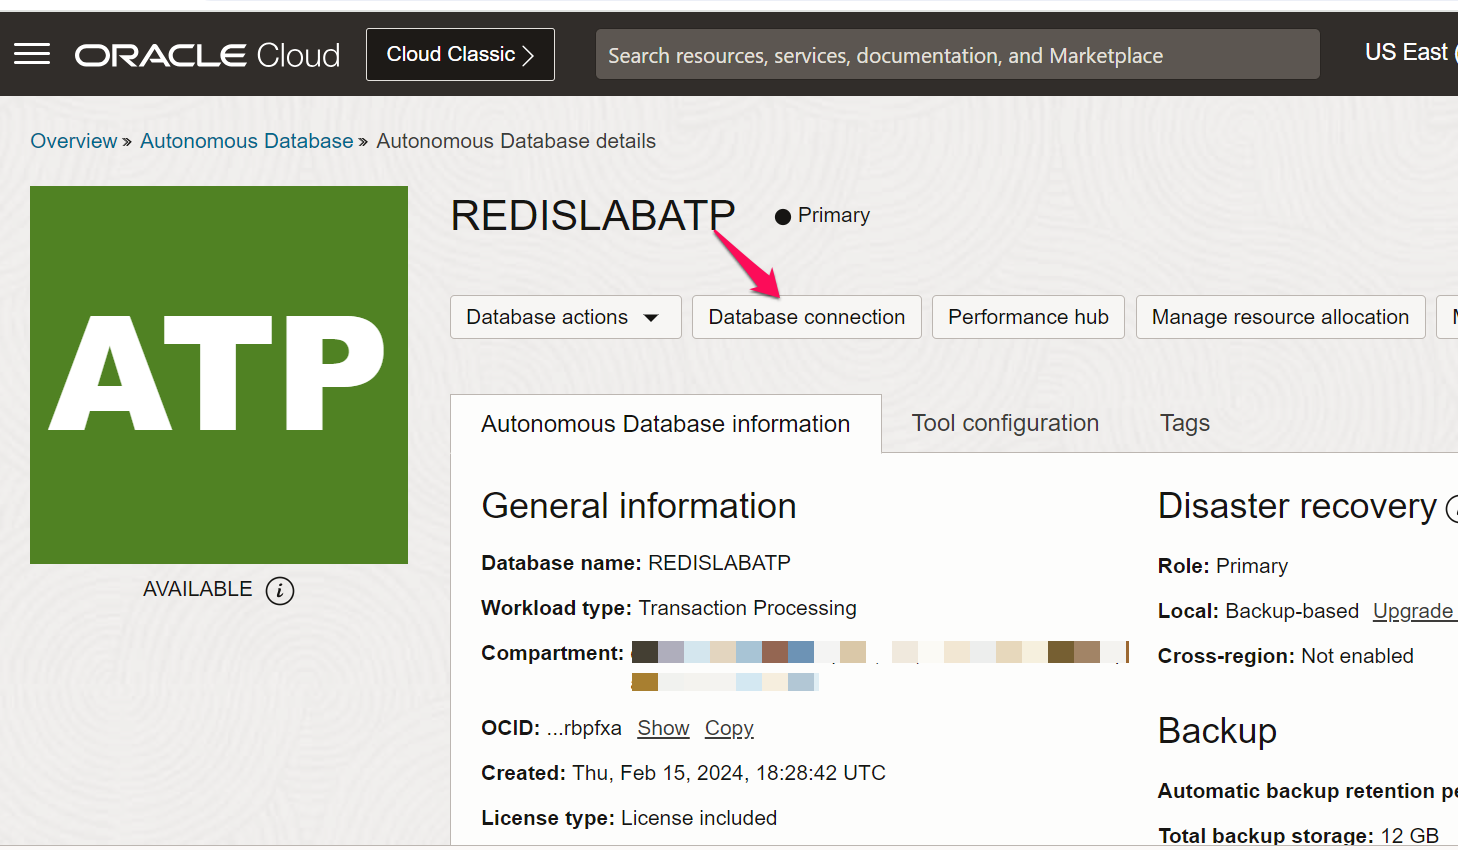 ORACLE Cloud
Cloud Classic
Search resources, services, documentation, and Marketplace
US East
Overview » Autonomous Database » Autonomous Database details
ATP
AVAILABLE
REDISLABATP
Primary
Database actions
Database connection
Performance hub
Manage resource allocation
Autonomous Database information
Tool configuration
Tags
General information
Database name: REDISLABATP
Workload type: Transaction Processing
Compartment:
OCID: ...rbpfxa Show Copy
Created: Thu, Feb 15, 2024, 18:28:42 UTC
License type: License included
Disaster recovery
Role: Primary
Local: Backup-based Upgrade
Cross-region: Not enabled
Backup
Automatic backup retention
Total backup storage: 12 GB